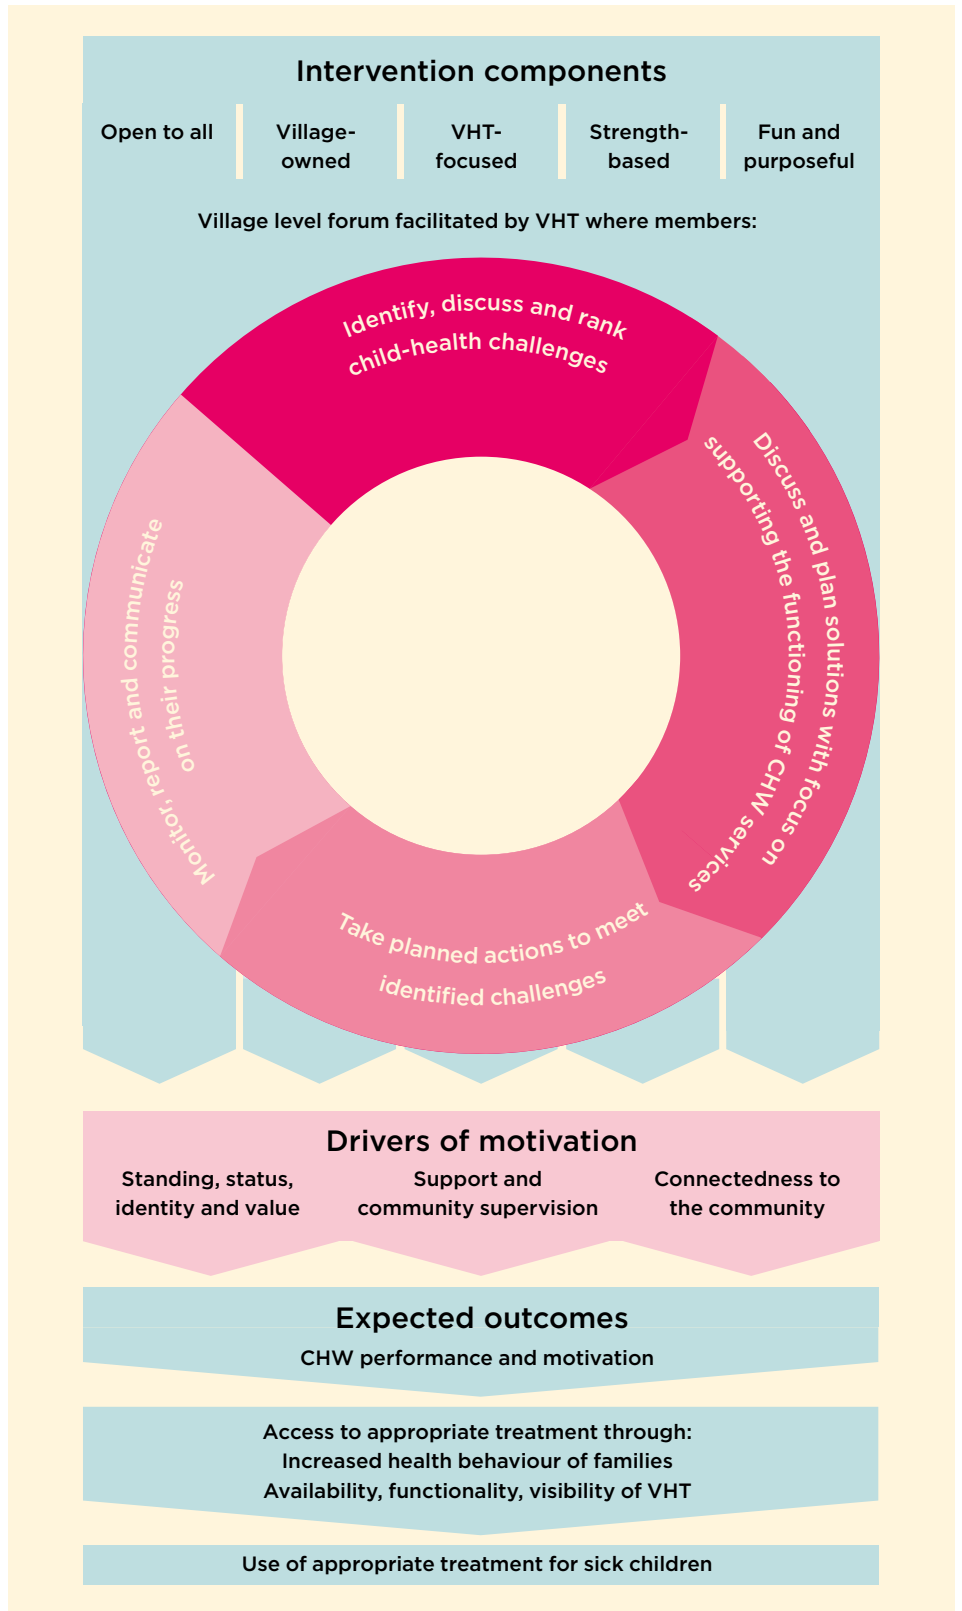 Intervention components
Open to all
Village-
owned
VHT-
focused
Strength-
based
Fun and
purposeful
Village level forum facilitated by VHT where members:
Identify, discuss and rank
child-health challenges
Discuss and plan solutions with focus on
supporting the functioning of CHW services
Take planned actions to meet
identified challenges
Monitor, report and communicate
on their progress
Drivers of motivation
Standing, status,
identity and value
Support and
community supervision
Connectedness to
the community
Expected outcomes
CHW performance and motivation
Access to appropriate treatment through:
Increased health behaviour of families
Availability, functionality, visibility of VHT
Use of appropriate treatment for sick children